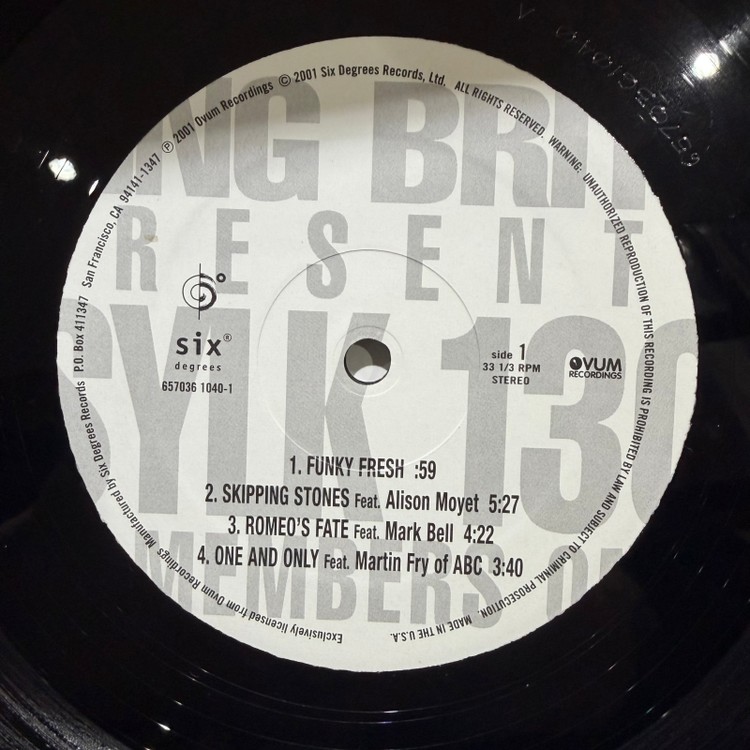 Manufactured by Six Degrees Records P.O. Box 411347 San Francisco, CA 94141-1347 ℗ 2001 Ovum Recordings © 2001 Six Degrees Records, Ltd. ALL RIGHTS RESERVED. WARNING: UNAUTHORIZED REPRODUCTION OF THIS RECORDING IS PROHIBITED BY LAW AND SUBJECT TO CRIMINAL PROSECUTION. MADE IN THE U.S.A.
Exclusively licensed from Ovum Recordings
NG BRIT
RESENT
SYLK 130
MEMBERS ON
six®
degrees
657036 1040-1
side 1
33 1/3 RPM
STEREO
OVUM
RECORDINGS
1. FUNKY FRESH :59
2. SKIPPING STONES Feat. Alison Moyet 5:27
3. ROMEO'S FATE Feat. Mark Bell 4:22
4. ONE AND ONLY Feat. Martin Fry of ABC 3:40